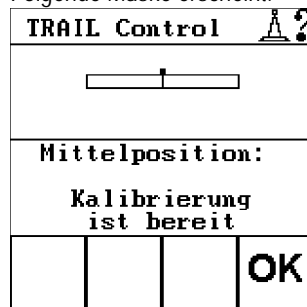 TRAIL Control ?
Mittelposition:
Kalibrierung
ist bereit
OK